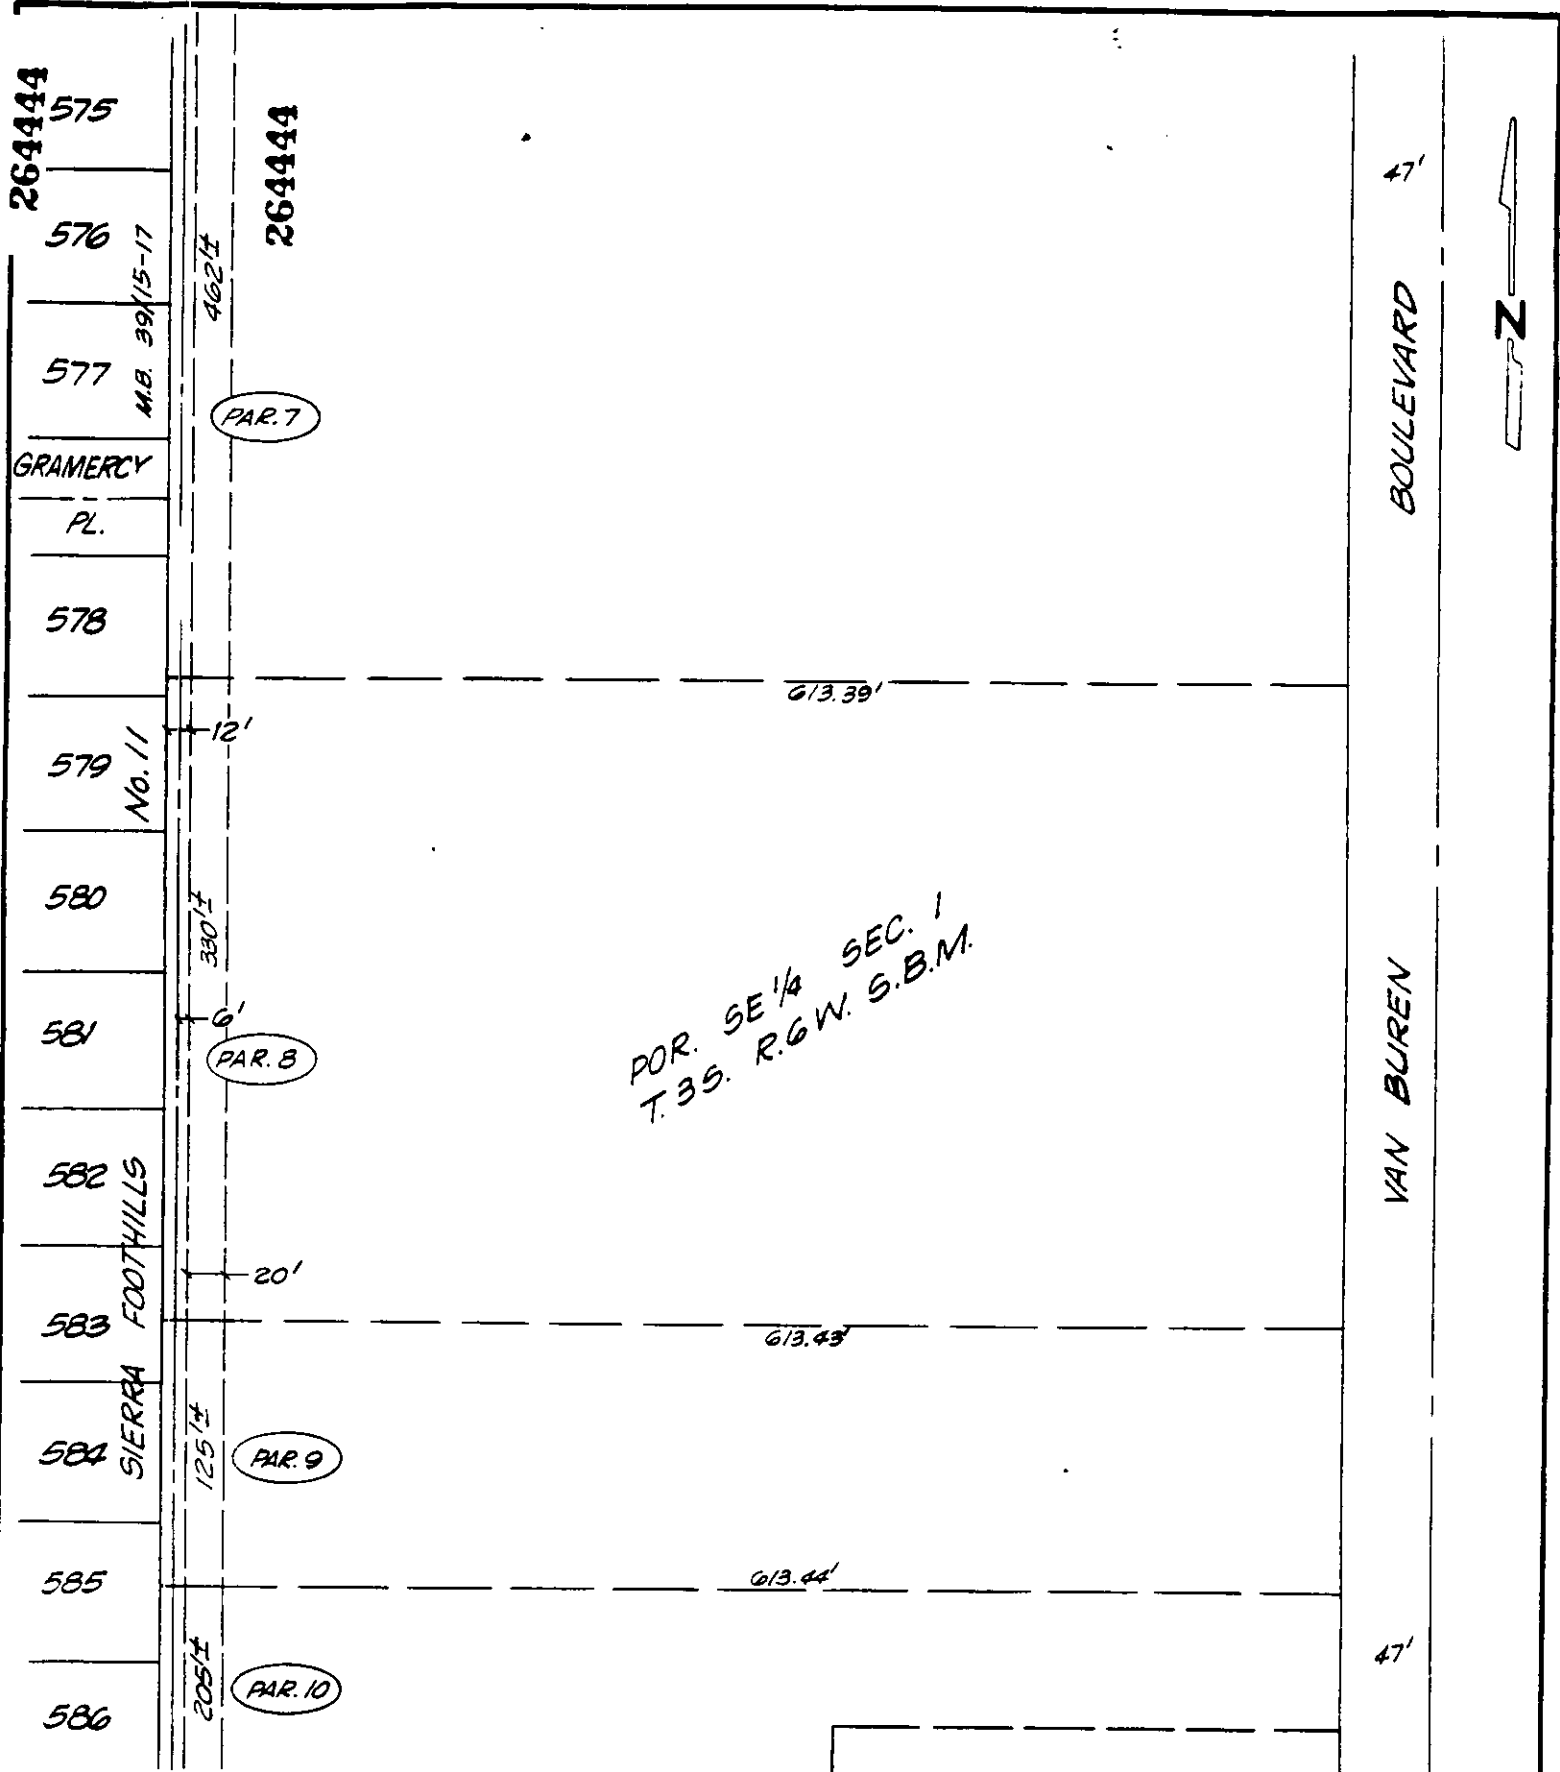 264444
264444
575
576
577
M.B. 39/15-17
462'±
PAR. 7
GRAMERCY
PL.
578
613.39'
12'
579
No. 11
580
330'±
581
6'
PAR. 8
582
20'
583
SIERRA FOOTHILLS
613.43'
584
125'±
PAR. 9
585
613.44'
205'±
PAR. 10
586
POR. SE 1/4 SEC. 1
T. 3 S. R. 6 W. S.B.M.
47'
VAN BUREN BOULEVARD
47'
N